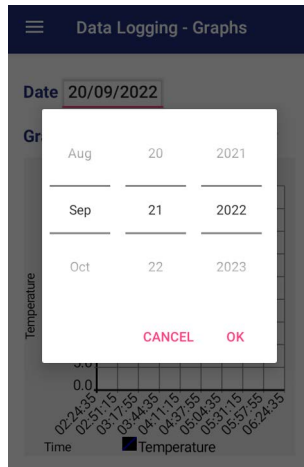 Data Logging - Graphs
Date 20/09/2022
Gr
Aug 20 2021
Sep 21 2022
Oct 22 2023
CANCEL OK
Temperature
0.0
02:24:35 02:51:15 03:17:55 03:44:35 04:11:15 04:37:55 05:04:35 05:31:15 05:57:55 06:24:35
Time Temperature